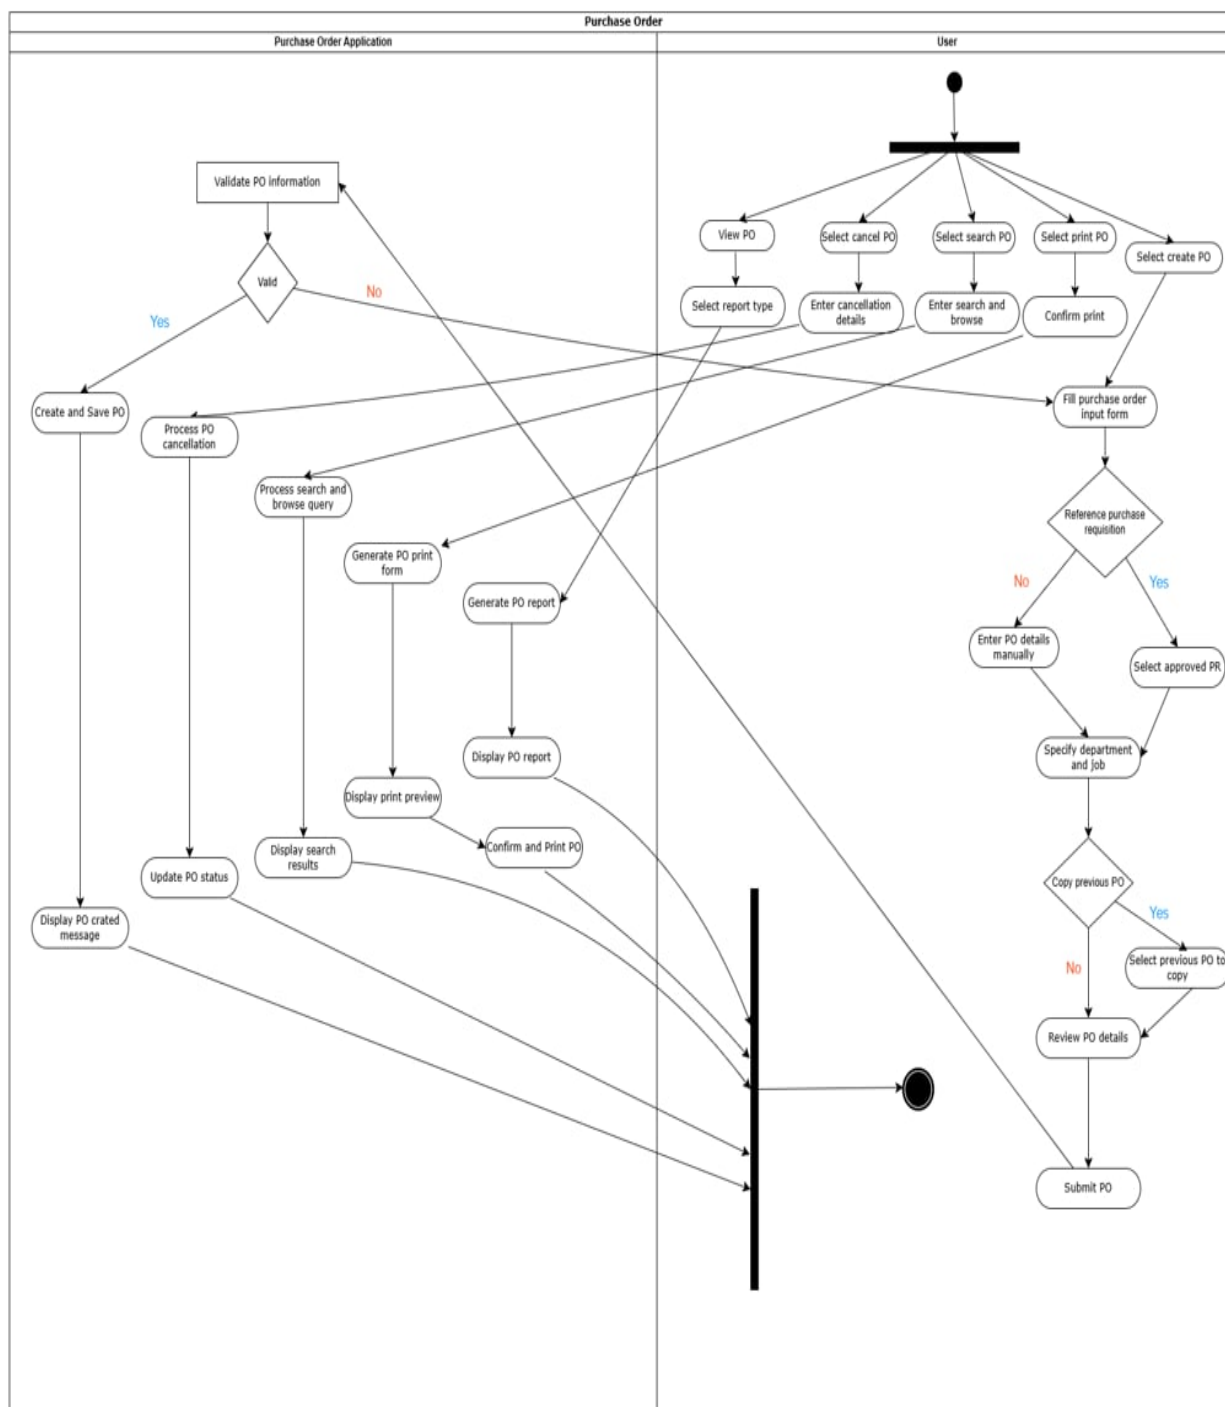 Purchase Order
Purchase Order Application
User
Validate PO information
Valid
No
Yes
View PO
Select cancel PO
Select search PO
Select print PO
Select create PO
Select report type
Enter cancellation
details
Enter search and
browse
Confirm print
Create and Save PO
Process PO
cancellation
Fill purchase order
input form
Process search and
browse query
Reference purchase
requisition
Generate PO print
form
No
Yes
Generate PO report
Enter PO details
manually
Select approved PR
Display PO report
Specify department
and job
Display print preview
Confirm and Print PO
Display search
results
Update PO status
Copy previous PO
Yes
Display PO crated
message
No
Select previous PO to
copy
Review PO details
Submit PO